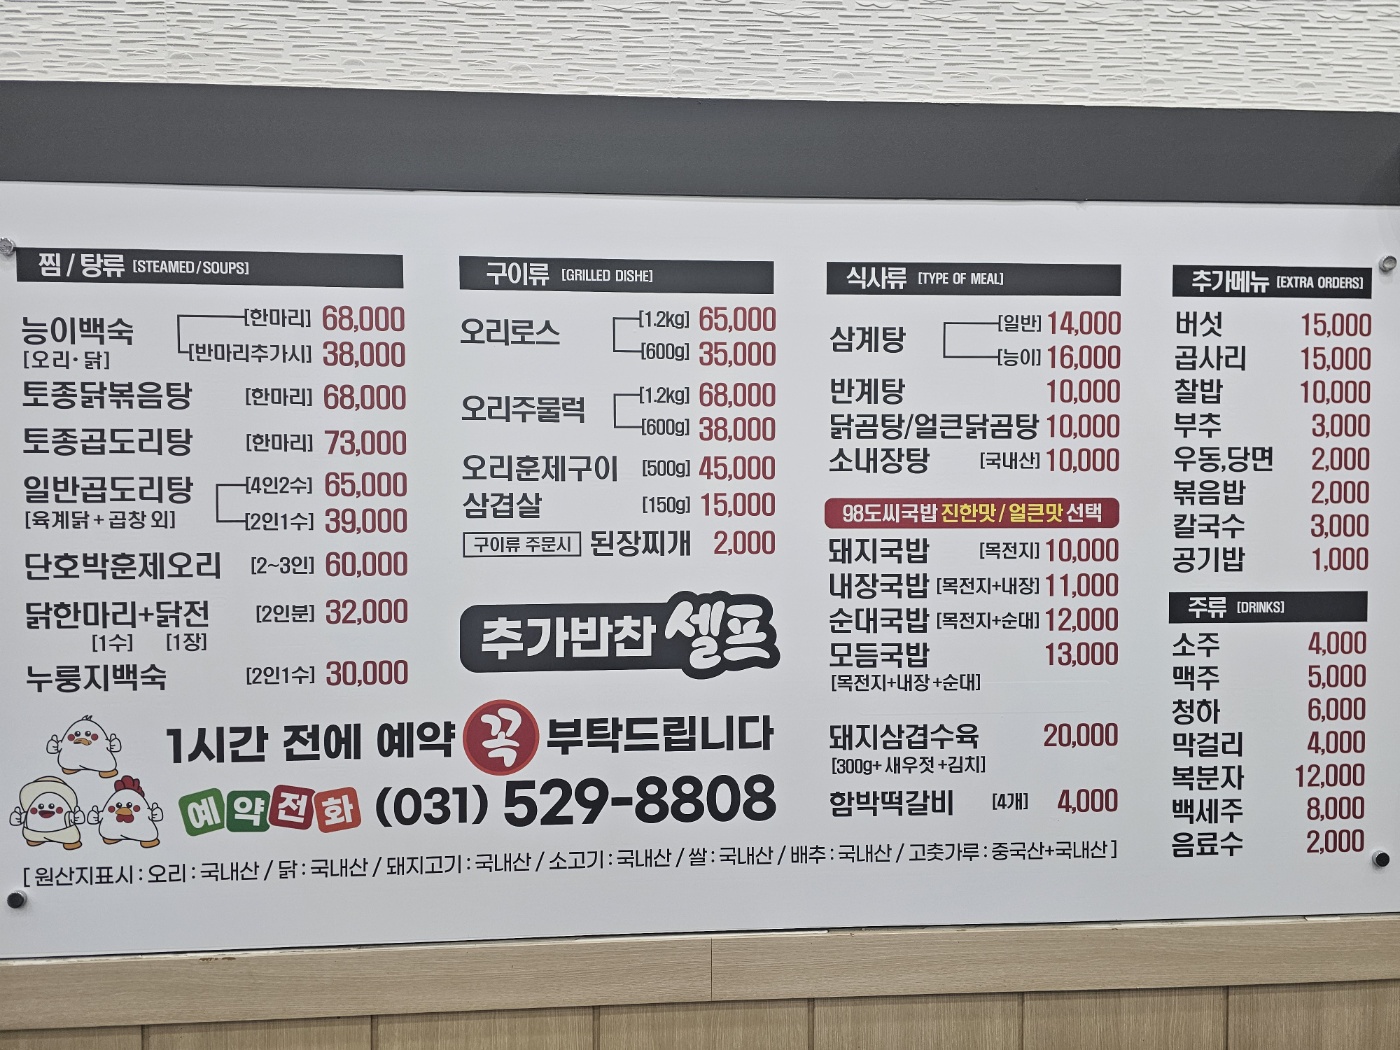 찜 / 탕류 [STEAMED/SOUPS]
능이백숙 [한마리] 68,000
[오리·닭] [반마리추가시] 38,000
토종닭볶음탕 [한마리] 68,000
토종곱도리탕 [한마리] 73,000
일반곱도리탕 [4인2수] 65,000
[육계닭+곱창 외] [2인1수] 39,000
단호박훈제오리 [2~3인] 60,000
닭한마리+닭전 [2인분] 32,000
[1수] [1장]
누룽지백숙 [2인1수] 30,000
구이류 [GRILLED DISHE]
오리로스 [1.2kg] 65,000
[600g] 35,000
오리주물럭 [1.2kg] 68,000
[600g] 38,000
오리훈제구이 [500g] 45,000
삼겹살 [150g] 15,000
구이류 주문시 된장찌개 2,000
추가반찬 셀프
1시간 전에 예약 꼭 부탁드립니다
예약전화 (031) 529-8808
식사류 [TYPE OF MEAL]
삼계탕 [일반] 14,000
[능이] 16,000
반계탕 10,000
닭곰탕/얼큰닭곰탕 10,000
소내장탕 [국내산] 10,000
98도씨국밥 진한맛 / 얼큰맛 선택
돼지국밥 [목전지] 10,000
내장국밥 [목전지+내장] 11,000
순대국밥 [목전지+순대] 12,000
모듬국밥 13,000
[목전지+내장+순대]
돼지삼겹수육 20,000
[300g+새우젓+김치]
함박떡갈비 [4개] 4,000
추가메뉴 [EXTRA ORDERS]
버섯 15,000
곱사리 15,000
찰밥 10,000
부추 3,000
우동,당면 2,000
볶음밥 2,000
칼국수 3,000
공기밥 1,000
주류 [DRINKS]
소주 4,000
맥주 5,000
청하 6,000
막걸리 4,000
복분자 12,000
백세주 8,000
음료수 2,000
[ 원산지표시 : 오리 : 국내산 / 닭 : 국내산 / 돼지고기 : 국내산 / 소고기 : 국내산 / 쌀 : 국내산 / 배추 : 국내산 / 고춧가루 : 중국산+국내산 ]